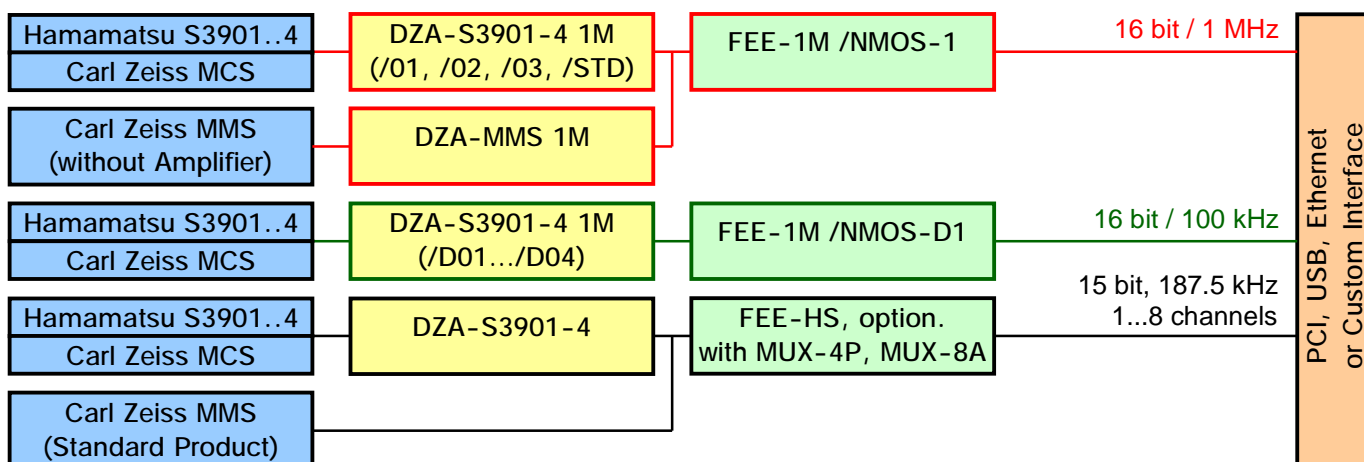 Hamamatsu S3901..4
Carl Zeiss MCS
DZA-S3901-4 1M
(/01, /02, /03, /STD)
FEE-1M /NMOS-1
16 bit / 1 MHz
Carl Zeiss MMS
(without Amplifier)
DZA-MMS 1M
Hamamatsu S3901..4
Carl Zeiss MCS
DZA-S3901-4 1M
(/D01.../D04)
FEE-1M /NMOS-D1
16 bit / 100 kHz
Hamamatsu S3901..4
Carl Zeiss MCS
DZA-S3901-4
FEE-HS, option.
with MUX-4P, MUX-8A
15 bit, 187.5 kHz
1...8 channels
Carl Zeiss MMS
(Standard Product)
PCI, USB, Ethernet
or Custom Interface